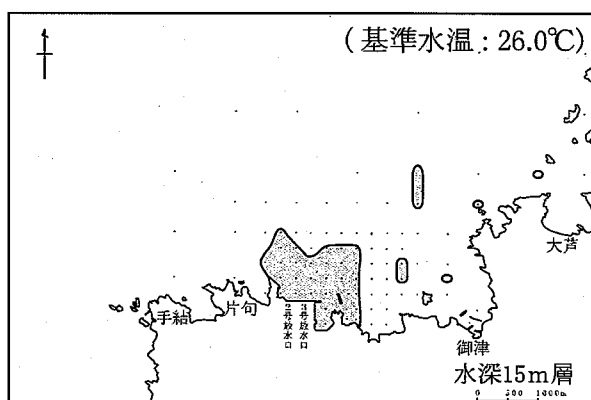 (基準水温：26.0℃)
大芦
片句
手結
2号放水口
3号放水口
御津
水深15m層
0 500 1000m